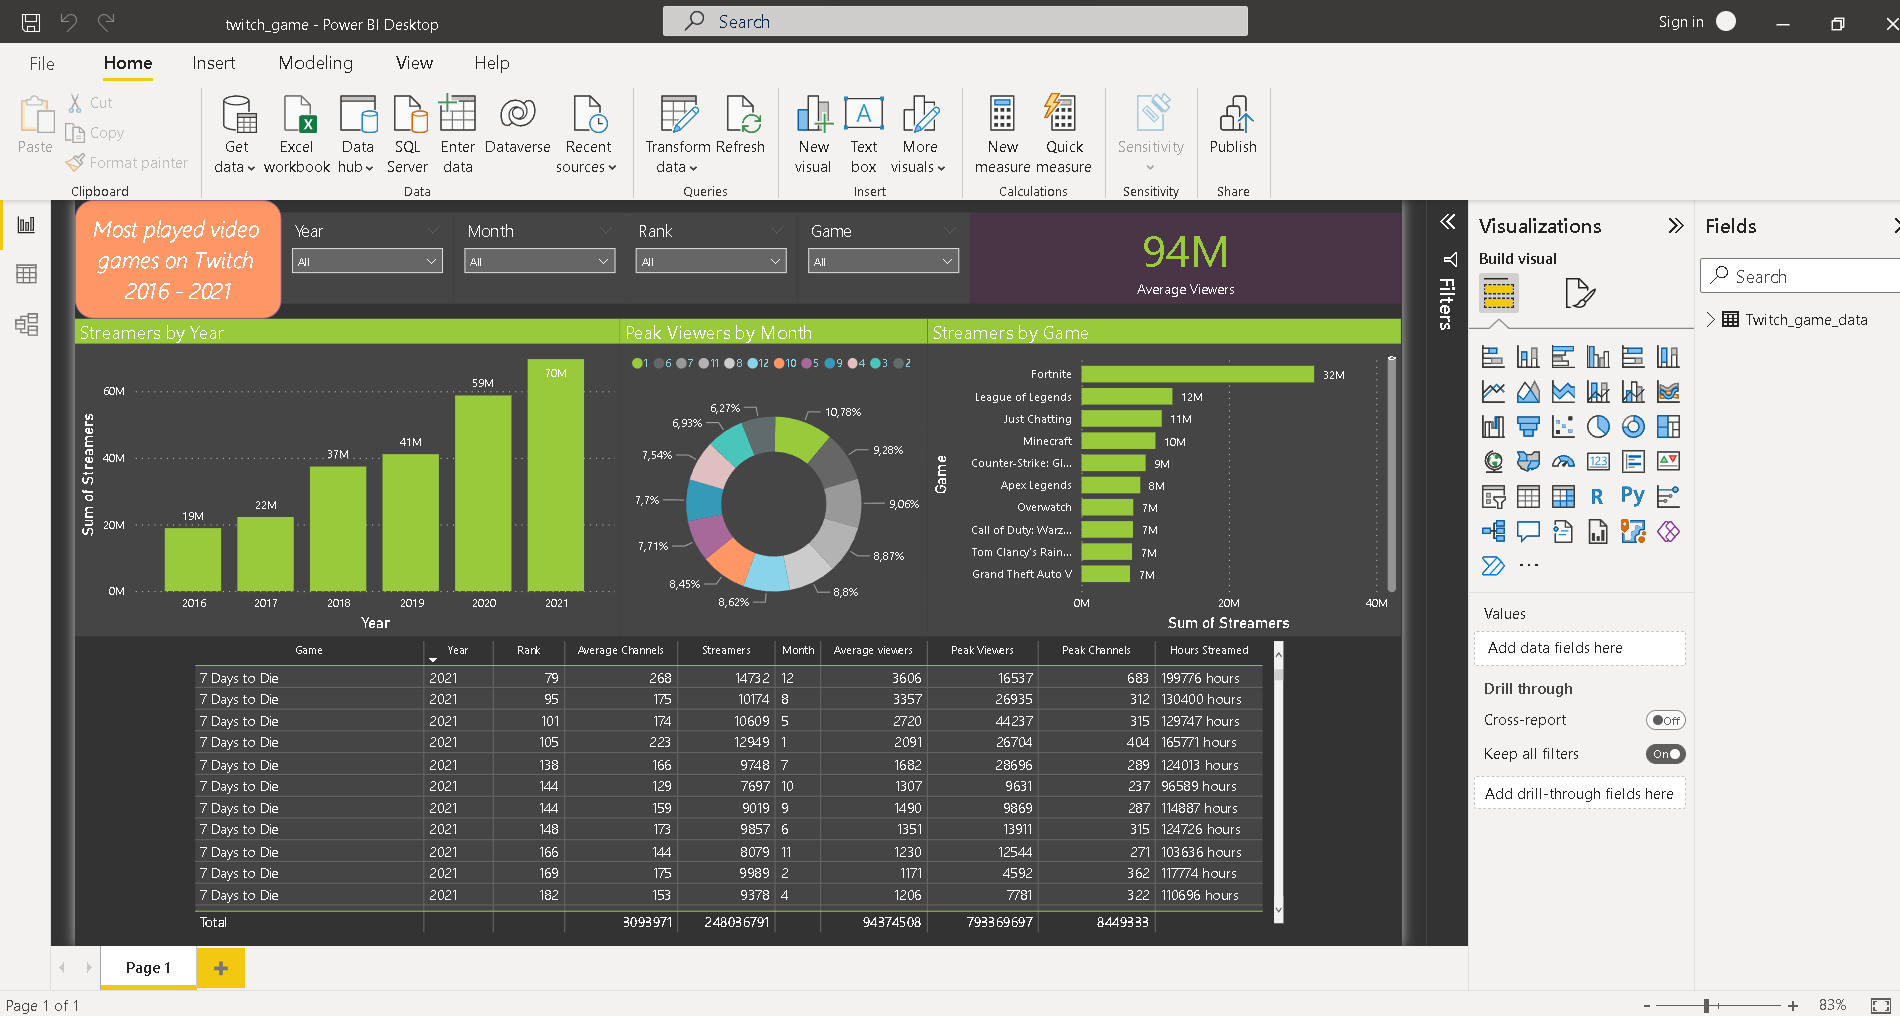 twitch_game - Power BI Desktop
Search
Sign in
File Home Insert Modeling View Help
Paste
Cut
Copy
Format painter
Clipboard
Get data
Excel workbook
Data hub
SQL Server
Enter data
Dataverse
Recent sources
Data
Transform data
Refresh
Queries
New visual
Text box
More visuals
Insert
New measure
Quick measure
Calculations
Sensitivity
Sensitivity
Publish
Share
Most played video
games on Twitch
2016 - 2021
Year
All
Month
All
Rank
All
Game
All
94M
Average Viewers
Streamers by Year
Sum of Streamers
60M
40M
20M
0M
19M
22M
37M
41M
59M
70M
2016 2017 2018 2019 2020 2021
Year
Peak Viewers by Month
1 6 7 11 8 12 10 5 9 4 3 2
10,78%
9,28%
9,06%
8,87%
8,8%
8,62%
8,45%
7,71%
7,7%
7,54%
6,93%
6,27%
Streamers by Game
Game
Fortnite 32M
League of Legends 12M
Just Chatting 11M
Minecraft 10M
Counter-Strike: Gl... 9M
Apex Legends 8M
Overwatch 7M
Call of Duty: Warz... 7M
Tom Clancy's Rain... 7M
Grand Theft Auto V 7M
0M 20M 40M
Sum of Streamers
Game Year Rank Average Channels Streamers Month Average viewers Peak Viewers Peak Channels Hours Streamed
7 Days to Die 2021 79 268 14732 12 3606 16537 683 199776 hours
7 Days to Die 2021 95 175 10174 8 3357 26935 312 130400 hours
7 Days to Die 2021 101 174 10609 5 2720 44237 315 129747 hours
7 Days to Die 2021 105 223 12949 1 2091 26704 404 165771 hours
7 Days to Die 2021 138 166 9748 7 1682 28696 289 124013 hours
7 Days to Die 2021 144 129 7697 10 1307 9631 237 96589 hours
7 Days to Die 2021 144 159 9019 9 1490 9869 287 114887 hours
7 Days to Die 2021 148 173 9857 6 1351 13911 315 124726 hours
7 Days to Die 2021 166 144 8079 11 1230 12544 271 103636 hours
7 Days to Die 2021 169 175 9989 2 1171 4592 362 117774 hours
7 Days to Die 2021 182 153 9378 4 1206 7781 322 110696 hours
Total 3093971 248036791 94374508 793369697 8449333
Filters
Visualizations
Build visual
123
R
Py
...
Values
Add data fields here
Drill through
Cross-report
Off
Keep all filters
On
Add drill-through fields here
Fields
Search
Twitch_game_data
Page 1
Page 1 of 1
- + 83%